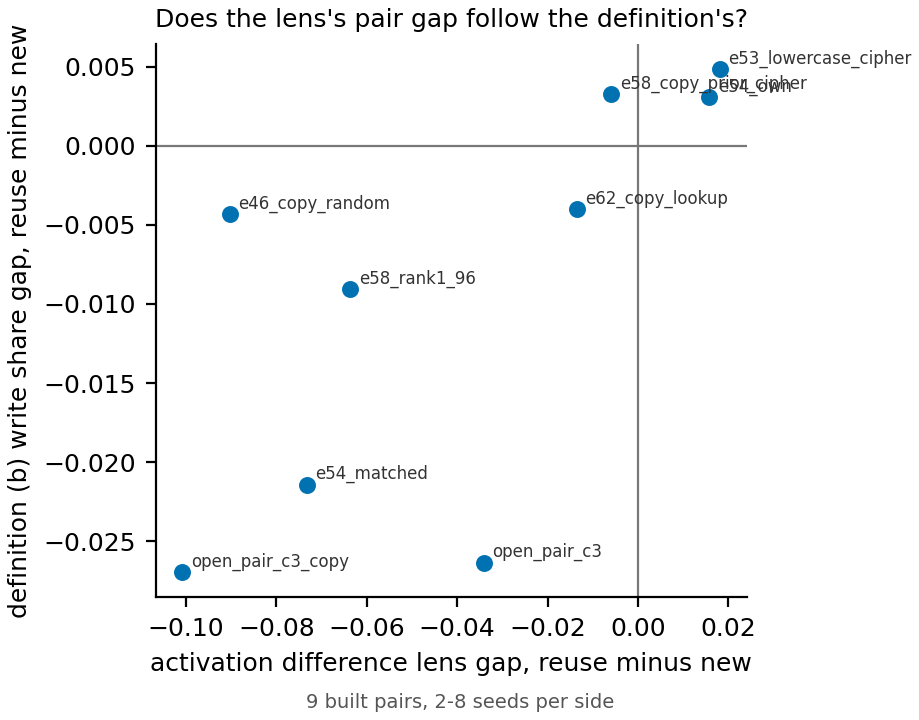 Does the lens's pair gap follow the definition's?
definition (b) write share gap, reuse minus new
0.005
0.000
−0.005
−0.010
−0.015
−0.020
−0.025
e53_lowercase_cipher
e58_copy_prior_cipher
e54_own
e46_copy_random
e62_copy_lookup
e58_rank1_96
e54_matched
open_pair_c3_copy
open_pair_c3
−0.10
−0.08
−0.06
−0.04
−0.02
0.00
0.02
activation difference lens gap, reuse minus new
9 built pairs, 2-8 seeds per side